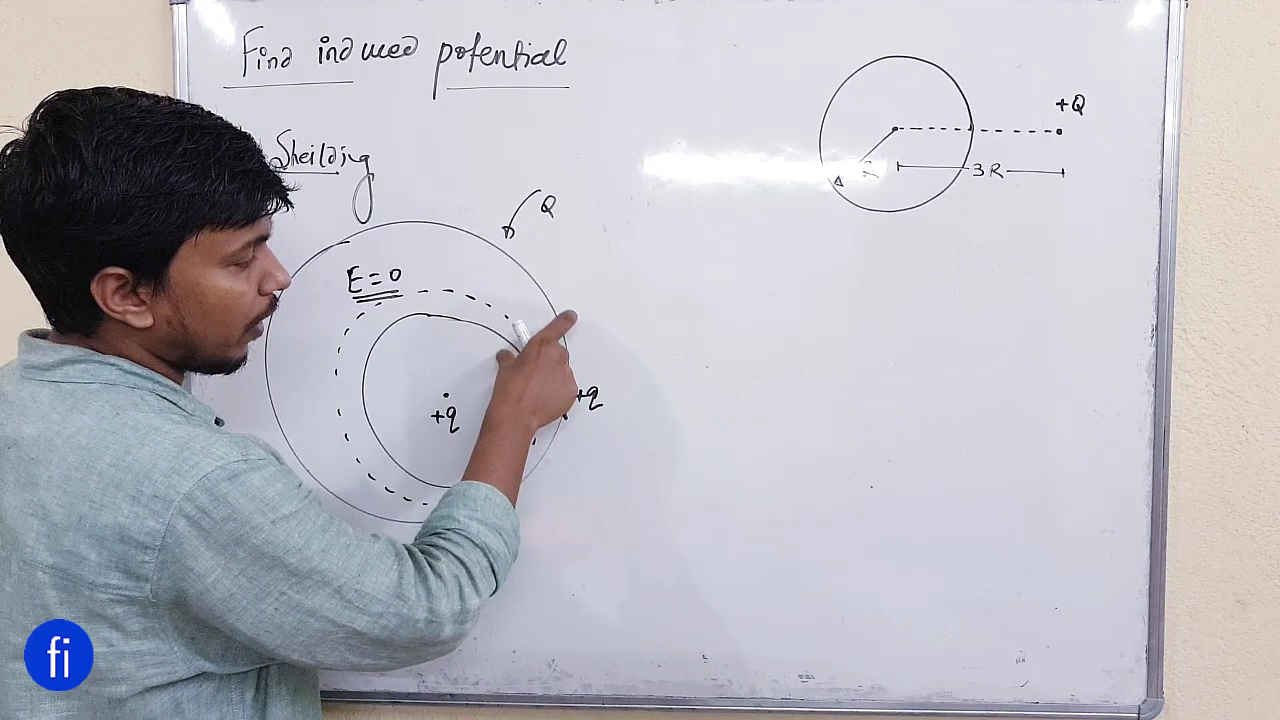 Find induced potential
Sheilding
Q
E=0
+q
+q
+Q
3R
fi